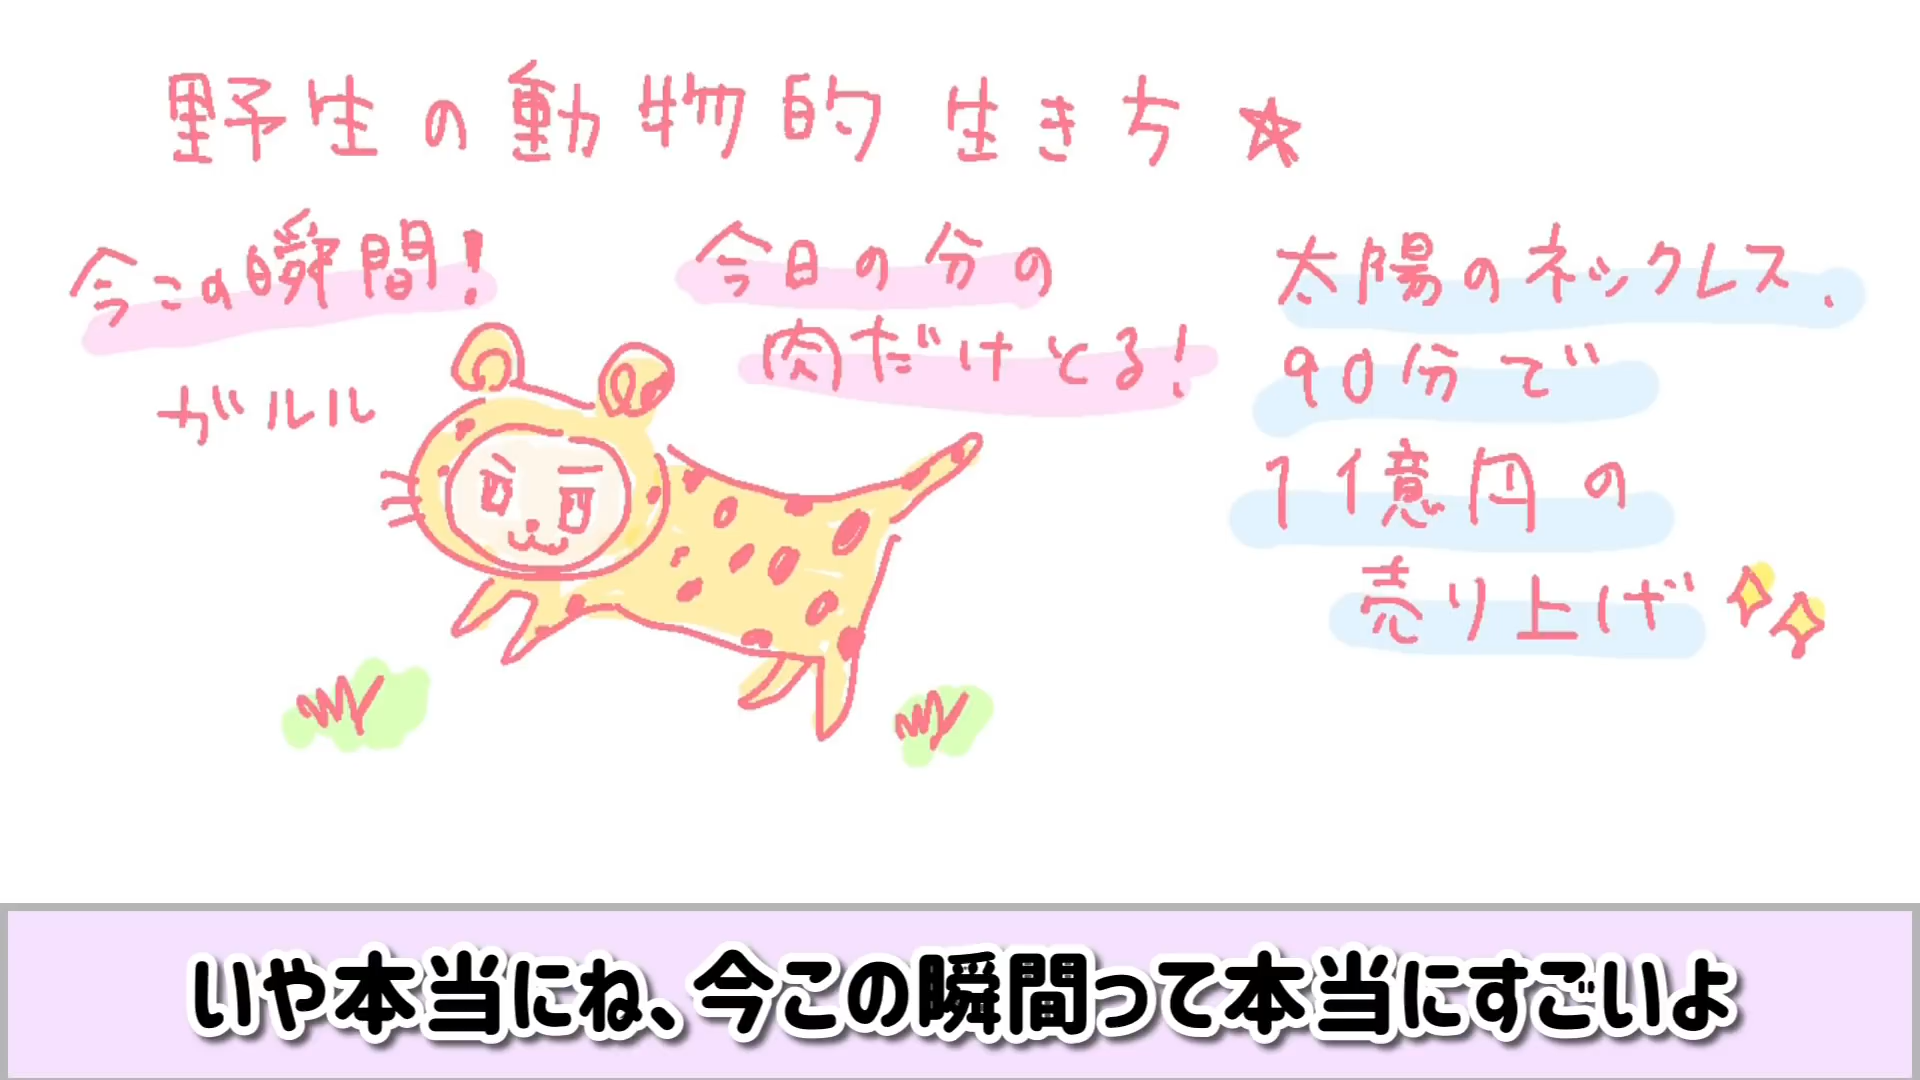 野生の動物的生き方☆
今この瞬間!
ガルルル
今日の分の
肉だけとる!
太陽のネックレス、
90分で
11億円の
売り上げ
いや本当にね、今この瞬間って本当にすごいよ